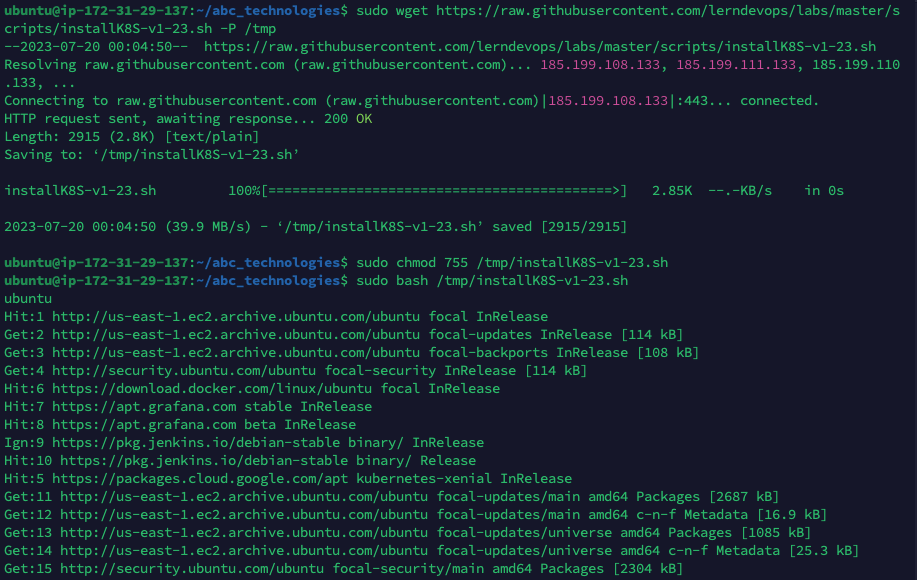 ubuntu@ip-172-31-29-137:~/abc_technologies$ sudo wget https://raw.githubusercontent.com/lerndevops/labs/master/s
cripts/installK8S-v1-23.sh -P /tmp
--2023-07-20 00:04:50--  https://raw.githubusercontent.com/lerndevops/labs/master/scripts/installK8S-v1-23.sh
Resolving raw.githubusercontent.com (raw.githubusercontent.com)... 185.199.108.133, 185.199.111.133, 185.199.110
.133, ...
Connecting to raw.githubusercontent.com (raw.githubusercontent.com)|185.199.108.133|:443... connected.
HTTP request sent, awaiting response... 200 OK
Length: 2915 (2.8K) [text/plain]
Saving to: ‘/tmp/installK8S-v1-23.sh’
installK8S-v1-23.sh         100%[===========================================>]   2.85K  --.-KB/s    in 0s
2023-07-20 00:04:50 (39.9 MB/s) - ‘/tmp/installK8S-v1-23.sh’ saved [2915/2915]
ubuntu@ip-172-31-29-137:~/abc_technologies$ sudo chmod 755 /tmp/installK8S-v1-23.sh
ubuntu@ip-172-31-29-137:~/abc_technologies$ sudo bash /tmp/installK8S-v1-23.sh
ubuntu
Hit:1 http://us-east-1.ec2.archive.ubuntu.com/ubuntu focal InRelease
Get:2 http://us-east-1.ec2.archive.ubuntu.com/ubuntu focal-updates InRelease [114 kB]
Get:3 http://us-east-1.ec2.archive.ubuntu.com/ubuntu focal-backports InRelease [108 kB]
Get:4 http://security.ubuntu.com/ubuntu focal-security InRelease [114 kB]
Hit:6 https://download.docker.com/linux/ubuntu focal InRelease
Hit:7 https://apt.grafana.com stable InRelease
Hit:8 https://apt.grafana.com beta InRelease
Ign:9 https://pkg.jenkins.io/debian-stable binary/ InRelease
Hit:10 https://pkg.jenkins.io/debian-stable binary/ Release
Hit:5 https://packages.cloud.google.com/apt kubernetes-xenial InRelease
Get:11 http://us-east-1.ec2.archive.ubuntu.com/ubuntu focal-updates/main amd64 Packages [2687 kB]
Get:12 http://us-east-1.ec2.archive.ubuntu.com/ubuntu focal-updates/main amd64 c-n-f Metadata [16.9 kB]
Get:13 http://us-east-1.ec2.archive.ubuntu.com/ubuntu focal-updates/universe amd64 Packages [1085 kB]
Get:14 http://us-east-1.ec2.archive.ubuntu.com/ubuntu focal-updates/universe amd64 c-n-f Metadata [25.3 kB]
Get:15 http://security.ubuntu.com/ubuntu focal-security/main amd64 Packages [2304 kB]